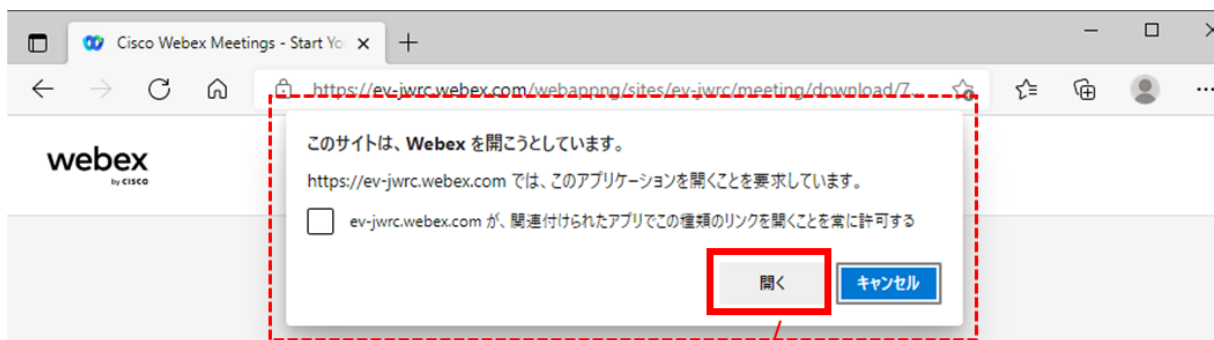 Cisco Webex Meetings - Start Yo
https://ev-jwrc.webex.com/webappng/sites/ev-jwrc/meeting/download/7...
webex
by CISCO
このサイトは、Webex を開こうとしています。
https://ev-jwrc.webex.com では、このアプリケーションを開くことを要求しています。
ev-jwrc.webex.com が、関連付けられたアプリでこの種類のリンクを開くことを常に許可する
開く
キャンセル